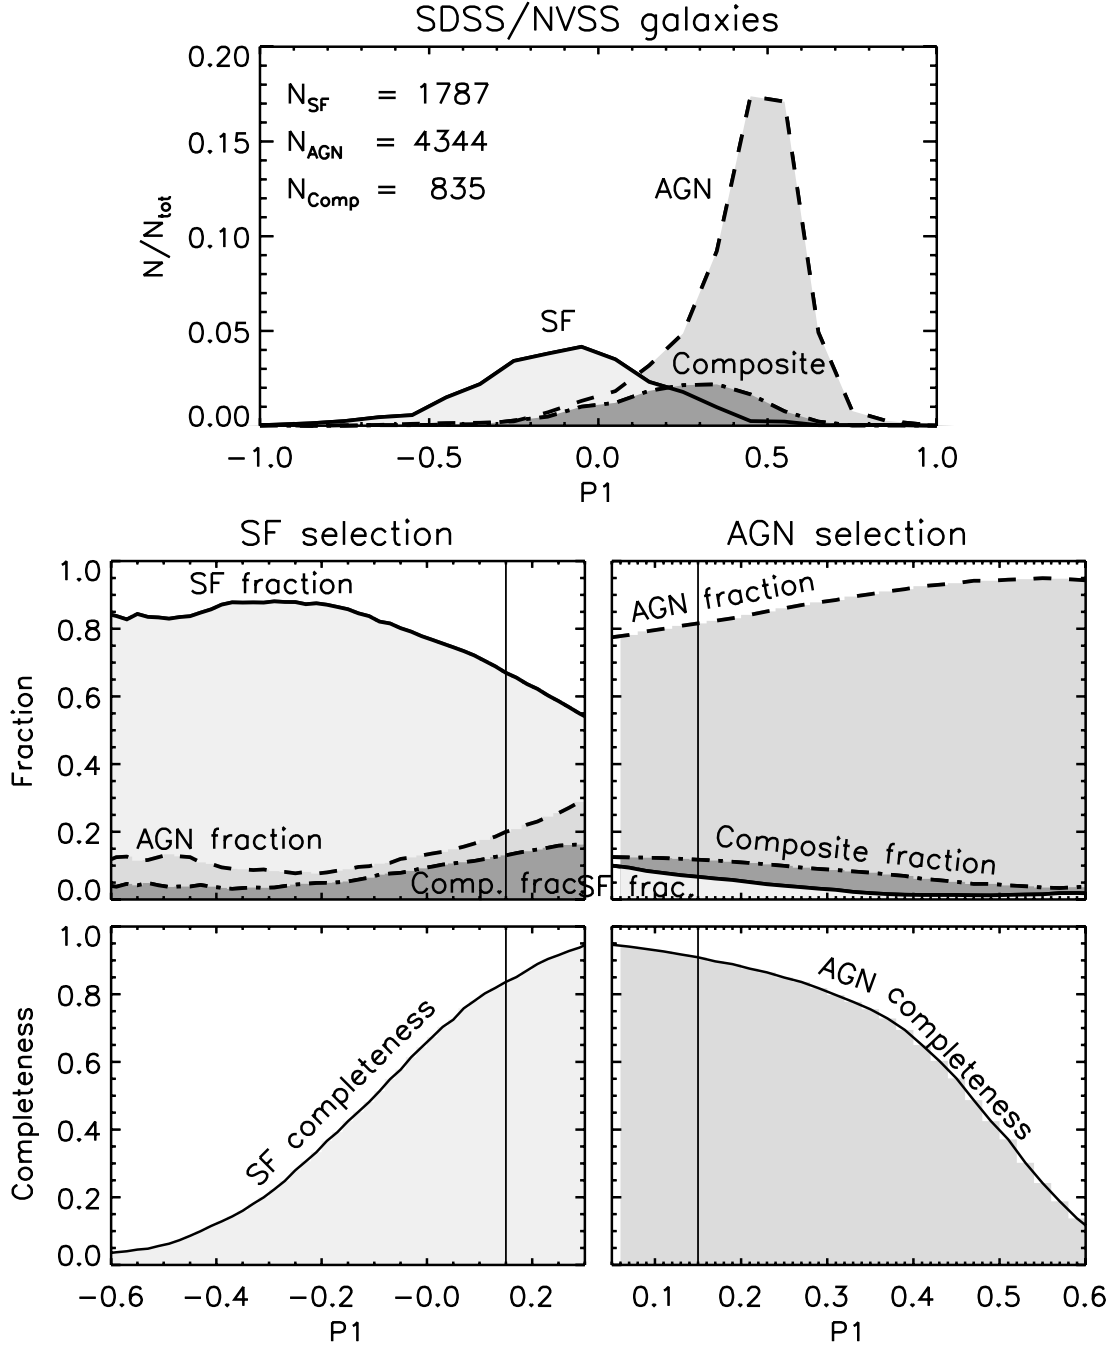 SDSS/NVSS galaxies
0.20
0.15
0.10
0.05
0.00
N/Ntot
NSF = 1787
NAGN = 4344
NComp = 835
AGN
SF
Composite
−1.0 −0.5 0.0 0.5 1.0
P1
SF selection
AGN selection
1.0
0.8
0.6
0.4
0.2
0.0
Fraction
SF fraction
AGN fraction
Comp. frac
AGN fraction
Composite fraction
SF frac.
1.0
0.8
0.6
0.4
0.2
0.0
Completeness
SF completeness
AGN completeness
−0.6 −0.4 −0.2 −0.0 0.2
0.1 0.2 0.3 0.4 0.5 0.6
P1
P1